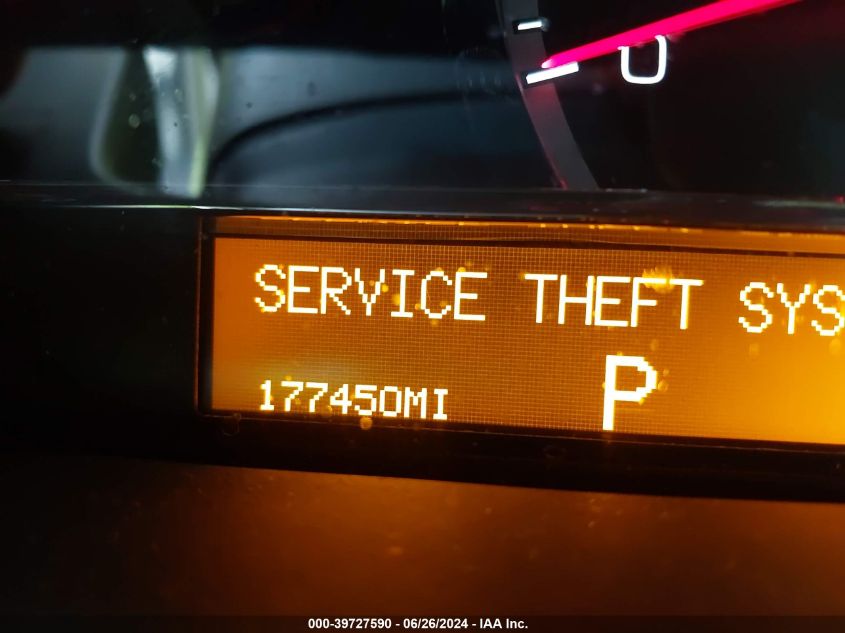 0
SERVICE THEFT SYS
177450MI P
000-39727590 - 06/26/2024 - IAA Inc.